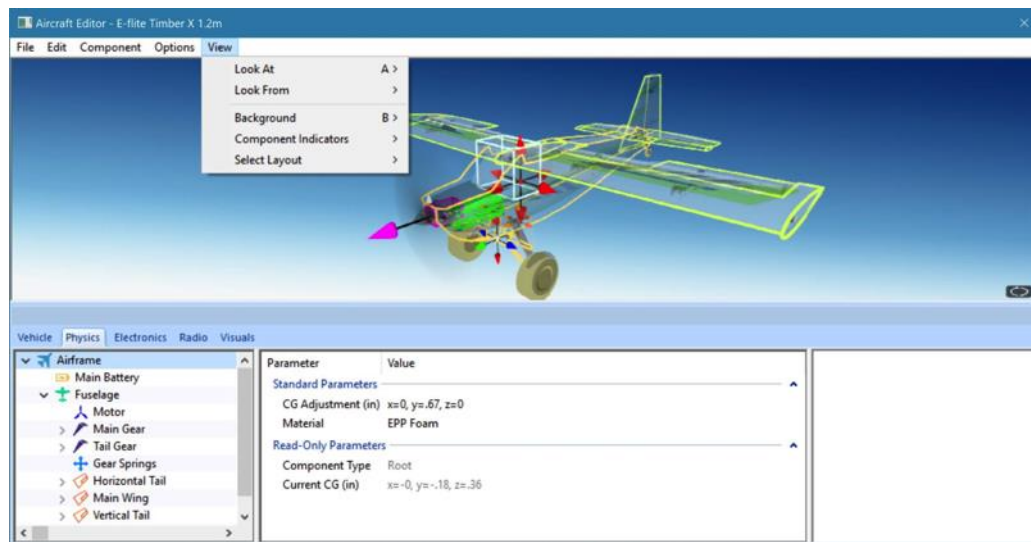 Aircraft Editor - E-flite Timber X 1.2m
File Edit Component Options View
Look At A >
Look From >
Background B >
Component Indicators >
Select Layout >
Vehicle Physics Electronics Radio Visuals
Airframe
Main Battery
Fuselage
Motor
Main Gear
Tail Gear
Gear Springs
Horizontal Tail
Main Wing
Vertical Tail
Parameter Value
Standard Parameters
CG Adjustment (in) x=0, y=.67, z=0
Material EPP Foam
Read-Only Parameters
Component Type Root
Current CG (in) x=-0, y=-.18, z=.36